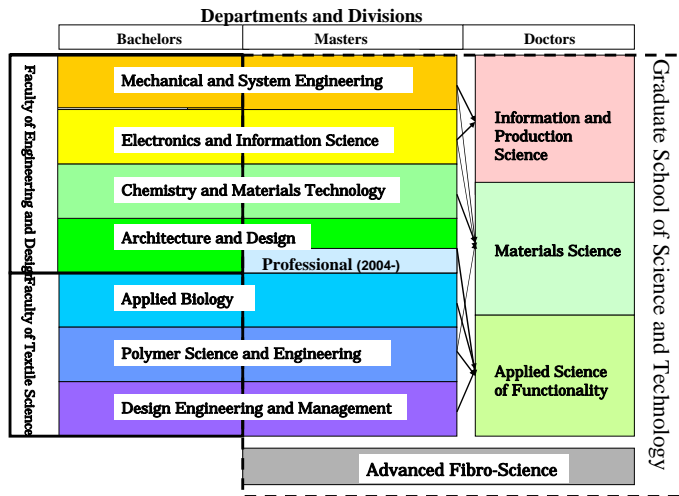 Departments and Divisions
Bachelors Masters Doctors
Faculty of Engineering and Design
Faculty of Textile Science
Mechanical and System Engineering
Electronics and Information Science
Chemistry and Materials Technology
Architecture and Design
Professional (2004-)
Applied Biology
Polymer Science and Engineering
Design Engineering and Management
Information and
Production
Science
Materials Science
Applied Science
of Functionality
Advanced Fibro-Science
Graduate School of Science and Technology